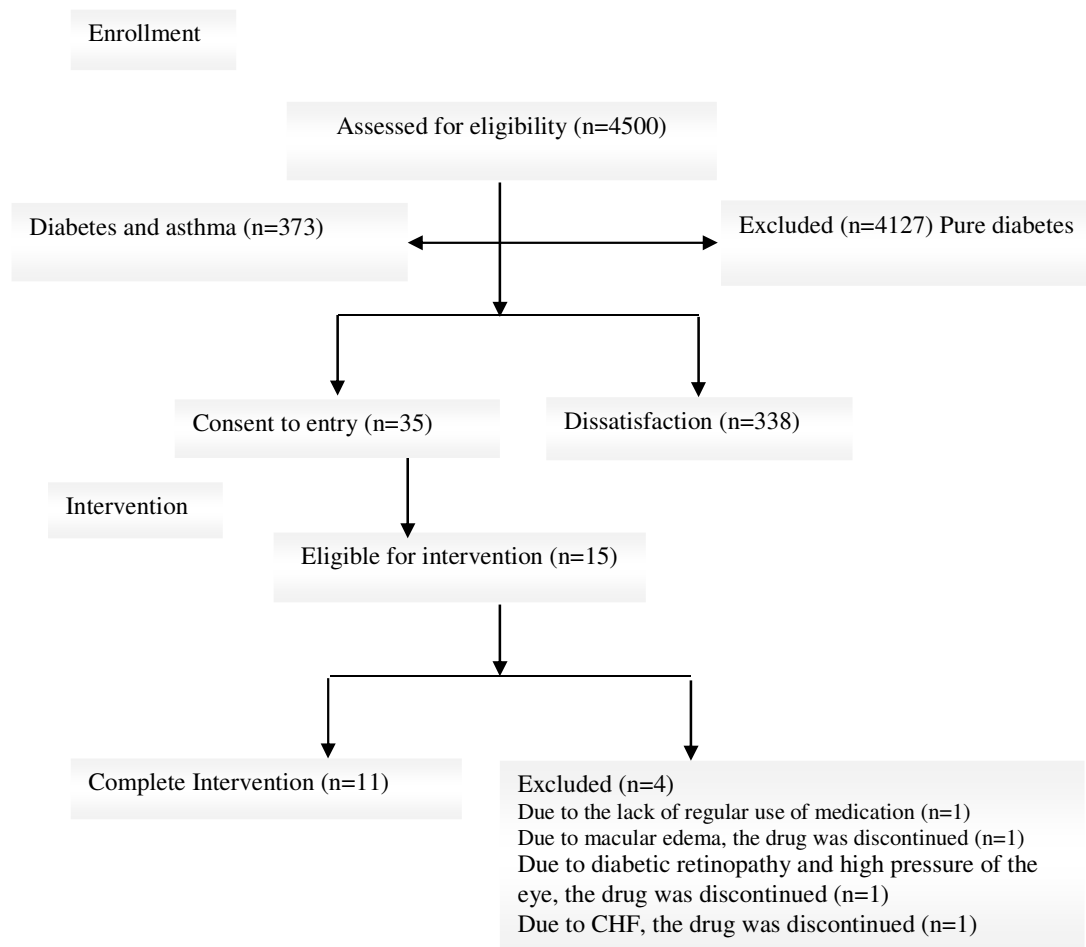 Enrollment
Assessed for eligibility (n=4500)
Diabetes and asthma (n=373)
Excluded (n=4127) Pure diabetes
Consent to entry (n=35)
Dissatisfaction (n=338)
Intervention
Eligible for intervention (n=15)
Complete Intervention (n=11)
Excluded (n=4)
Due to the lack of regular use of medication (n=1)
Due to macular edema, the drug was discontinued (n=1)
Due to diabetic retinopathy and high pressure of the
eye, the drug was discontinued (n=1)
Due to CHF, the drug was discontinued (n=1)